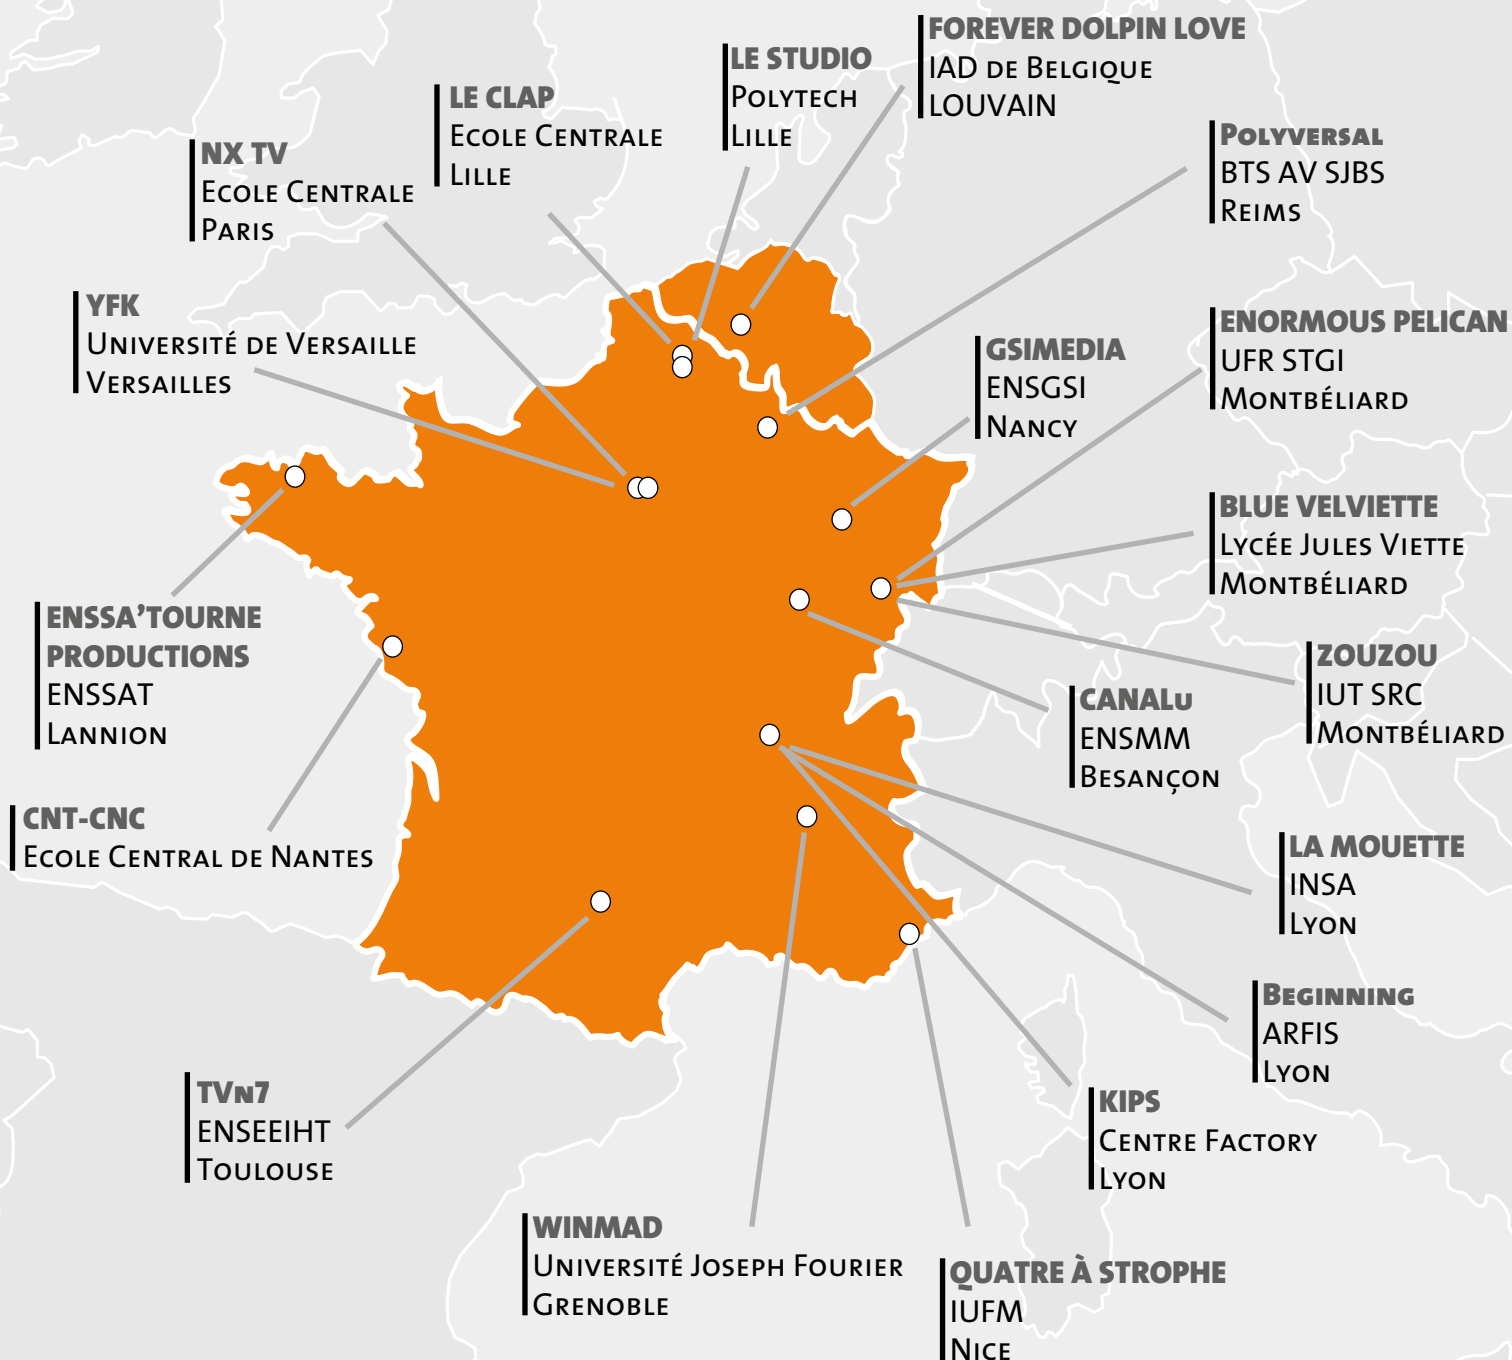 FOREVER DOLPIN LOVE
IAD DE BELGIQUE
LOUVAIN
LE STUDIO
POLYTECH
LILLE
LE CLAP
ECOLE CENTRALE
LILLE
NX TV
ECOLE CENTRALE
PARIS
POLYVERSAL
BTS AV SJBS
REIMS
YFK
UNIVERSITÉ DE VERSAILLE
VERSAILLES
ENORMOUS PELICAN
UFR STGI
MONTBÉLIARD
GSIMEDIA
ENSGSI
NANCY
BLUE VELVIETTE
LYCÉE JULES VIETTE
MONTBÉLIARD
ENSSA’TOURNE
PRODUCTIONS
ENSSAT
LANNION
ZOUZOU
IUT SRC
MONTBÉLIARD
CANALU
ENSMM
BESANÇON
CNT-CNC
ECOLE CENTRAL DE NANTES
LA MOUETTE
INSA
LYON
BEGINNING
ARFIS
LYON
TVN7
ENSEEIHT
TOULOUSE
KIPS
CENTRE FACTORY
LYON
WINMAD
UNIVERSITÉ JOSEPH FOURIER
GRENOBLE
QUATRE À STROPHE
IUFM
NICE